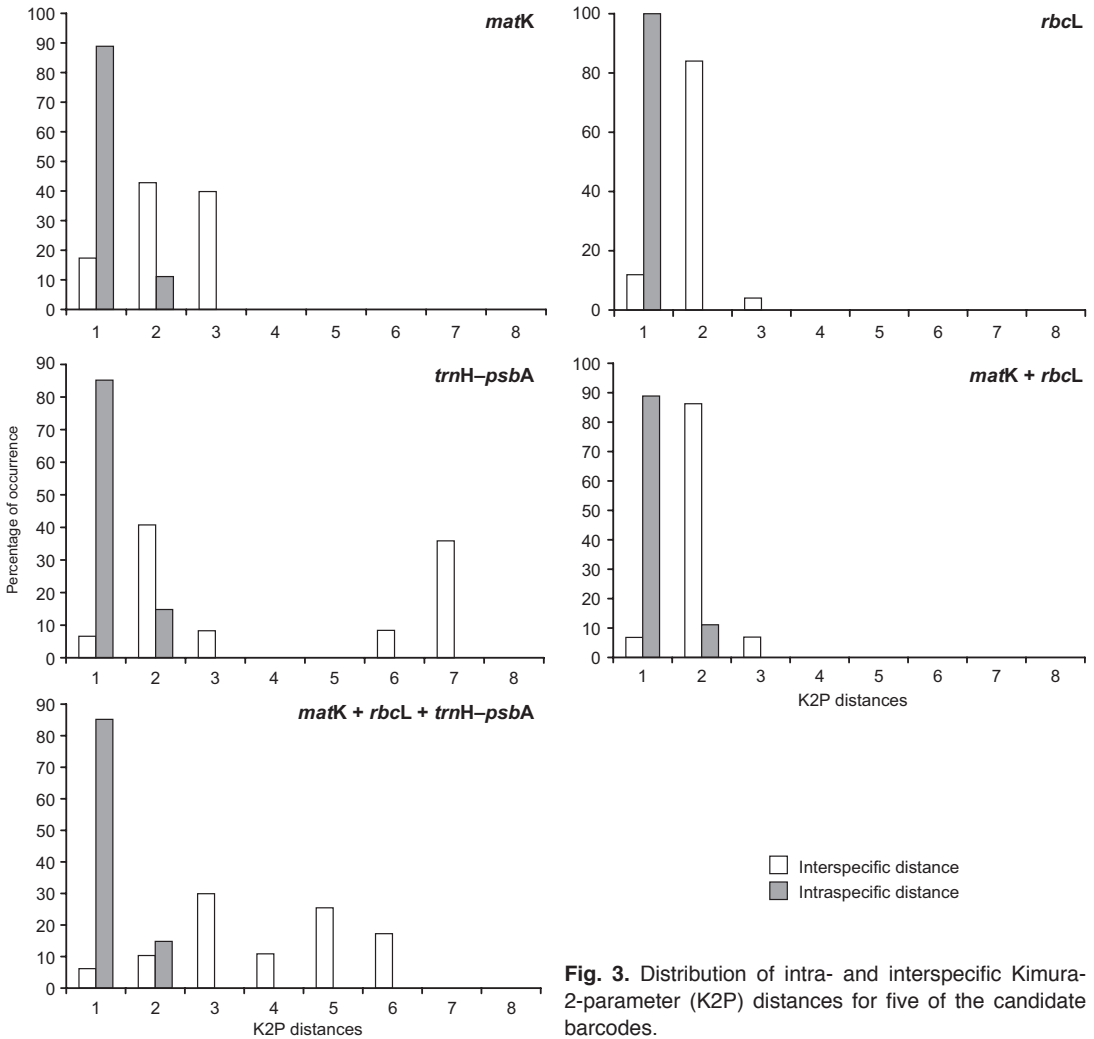 matK
100
90
80
70
60
50
40
30
20
10
0
1 2 3 4 5 6 7 8
rbcL
100
80
60
40
20
0
1 2 3 4 5 6 7 8
trnH–psbA
Percentage of occurrence
90
80
70
60
50
40
30
20
10
0
1 2 3 4 5 6 7 8
matK + rbcL
100
90
80
70
60
50
40
30
20
10
0
1 2 3 4 5 6 7 8
K2P distances
matK + rbcL + trnH–psbA
90
80
70
60
50
40
30
20
10
0
1 2 3 4 5 6 7 8
K2P distances
Interspecific distance
Intraspecific distance
Fig. 3. Distribution of intra- and interspecific Kimura-
2-parameter (K2P) distances for five of the candidate
barcodes.